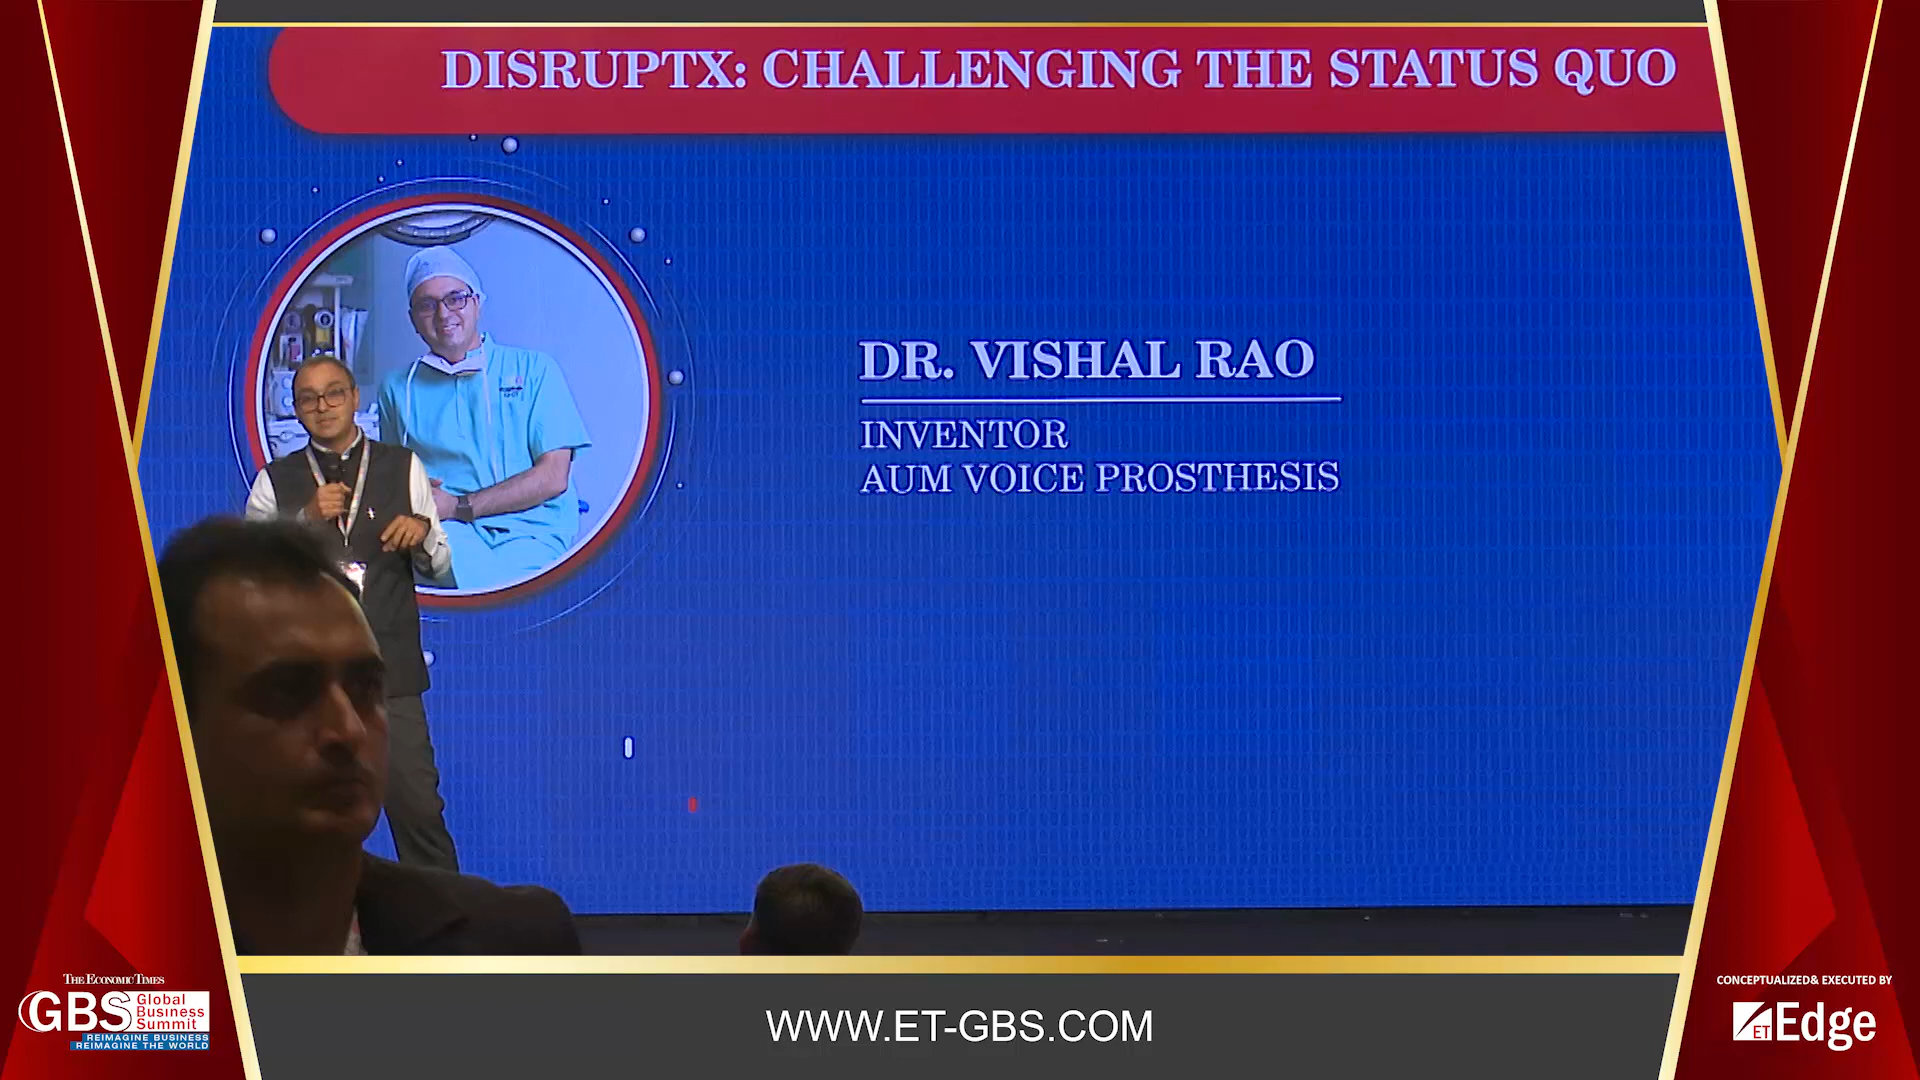 DISRUPTX: CHALLENGING THE STATUS QUO
DR. VISHAL RAO
INVENTOR
AUM VOICE PROSTHESIS
THE ECONOMIC TIMES
GBS Global
Business
Summit
REIMAGINE BUSINESS
REIMAGINE THE WORLD
WWW.ET-GBS.COM
CONCEPTUALIZED& EXECUTED BY
ET Edge